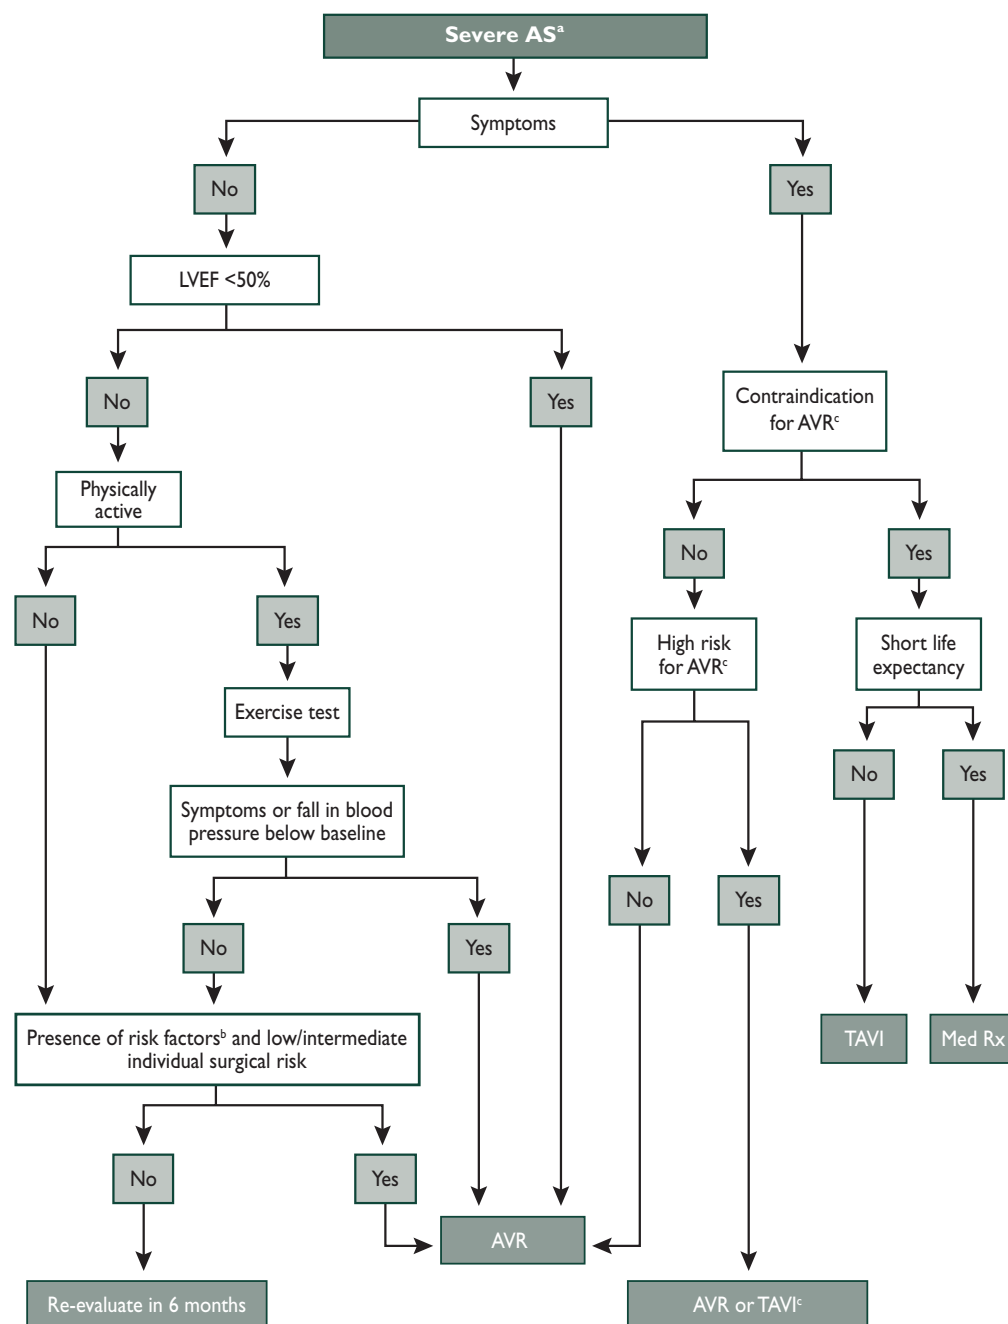 Severe ASᵃ
Symptoms
No
Yes
LVEF <50%
No
Yes
Contraindication
for AVRᶜ
Physically
active
No
Yes
No
Yes
High risk
for AVRᶜ
Short life
expectancy
Exercise test
No
Yes
Symptoms or fall in blood
pressure below baseline
No
Yes
No
Yes
Presence of risk factorsᵇ and low/intermediate
individual surgical risk
TAVI
Med Rx
No
Yes
AVR
Re-evaluate in 6 months
AVR or TAVIᶜ